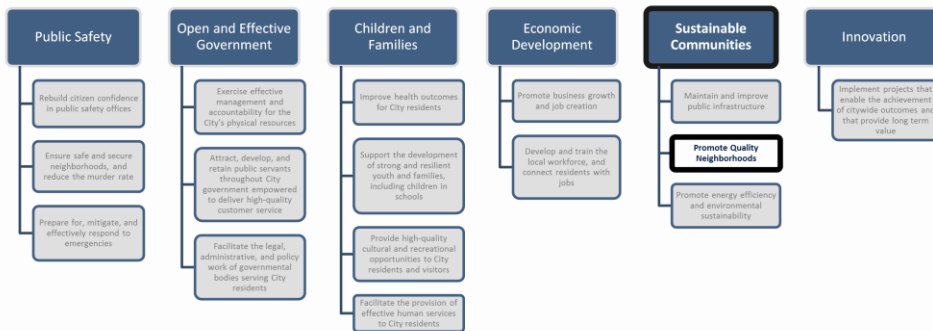 Public Safety
Rebuild citizen confidence
in public safety offices
Ensure safe and secure
neighborhoods, and
reduce the murder rate
Prepare for, mitigate, and
effectively respond to
emergencies
Open and Effective
Government
Exercise effective
management and
accountability for the
City's physical resources
Attract, develop, and
retain public servants
throughout City
government empowered
to deliver high-quality
customer service
Facilitate the legal,
administrative, and policy
work of governmental
bodies serving City
residents
Children and
Families
Improve health outcomes
for City residents
Support the development
of strong and resilient
youth and families,
including children in
schools
Provide high-quality
cultural and recreational
opportunities to City
residents and visitors
Facilitate the provision of
effective human services
to City residents
Economic
Development
Promote business growth
and job creation
Develop and train the
local workforce, and
connect residents with
jobs
Sustainable
Communities
Maintain and improve
public infrastructure
Promote Quality
Neighborhoods
Promote energy efficiency
and environmental
sustainability
Innovation
Implement projects that
enable the achievement
of citywide outcomes and
that provide long term
value